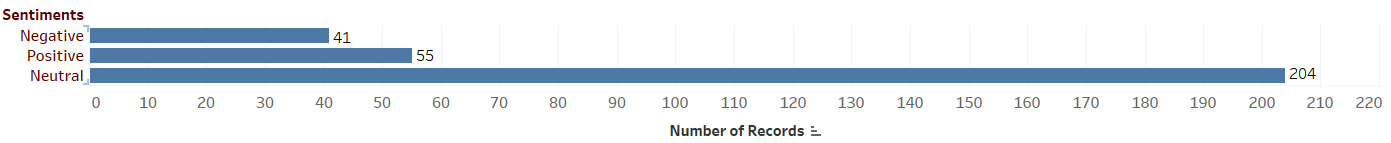 Sentiments
Negative 41
Positive 55
Neutral 204
0 10 20 30 40 50 60 70 80 90 100 110 120 130 140 150 160 170 180 190 200 210 220
Number of Records